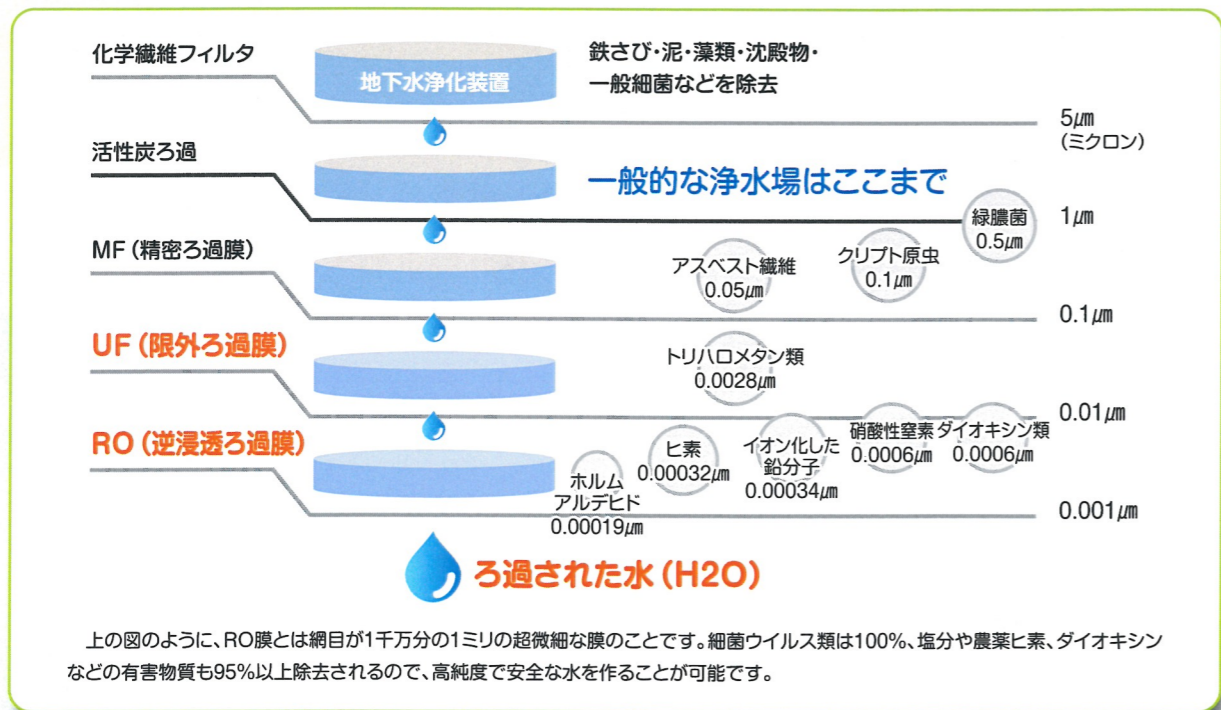 化学繊維フィルタ
地下水浄化装置
鉄さび・泥・藻類・沈殿物・
一般細菌などを除去
5㎛
(ミクロン)
活性炭ろ過
一般的な浄水場はここまで
1㎛
緑膿菌
0.5㎛
MF(精密ろ過膜)
アスベスト繊維
0.05㎛
クリプト原虫
0.1㎛
0.1㎛
UF(限外ろ過膜)
トリハロメタン類
0.0028㎛
0.01㎛
RO(逆浸透ろ過膜)
ホルム
アルデヒド
0.00019㎛
ヒ素
0.00032㎛
イオン化した
鉛分子
0.00034㎛
硝酸性窒素
0.0006㎛
ダイオキシン類
0.0006㎛
0.001㎛
ろ過された水(H2O)
上の図のように、RO膜とは網目が1千万分の1ミリの超微細な膜のことです。細菌ウイルス類は100%、塩分や農薬ヒ素、ダイオキシン
などの有害物質も95%以上除去されるので、高純度で安全な水を作ることが可能です。